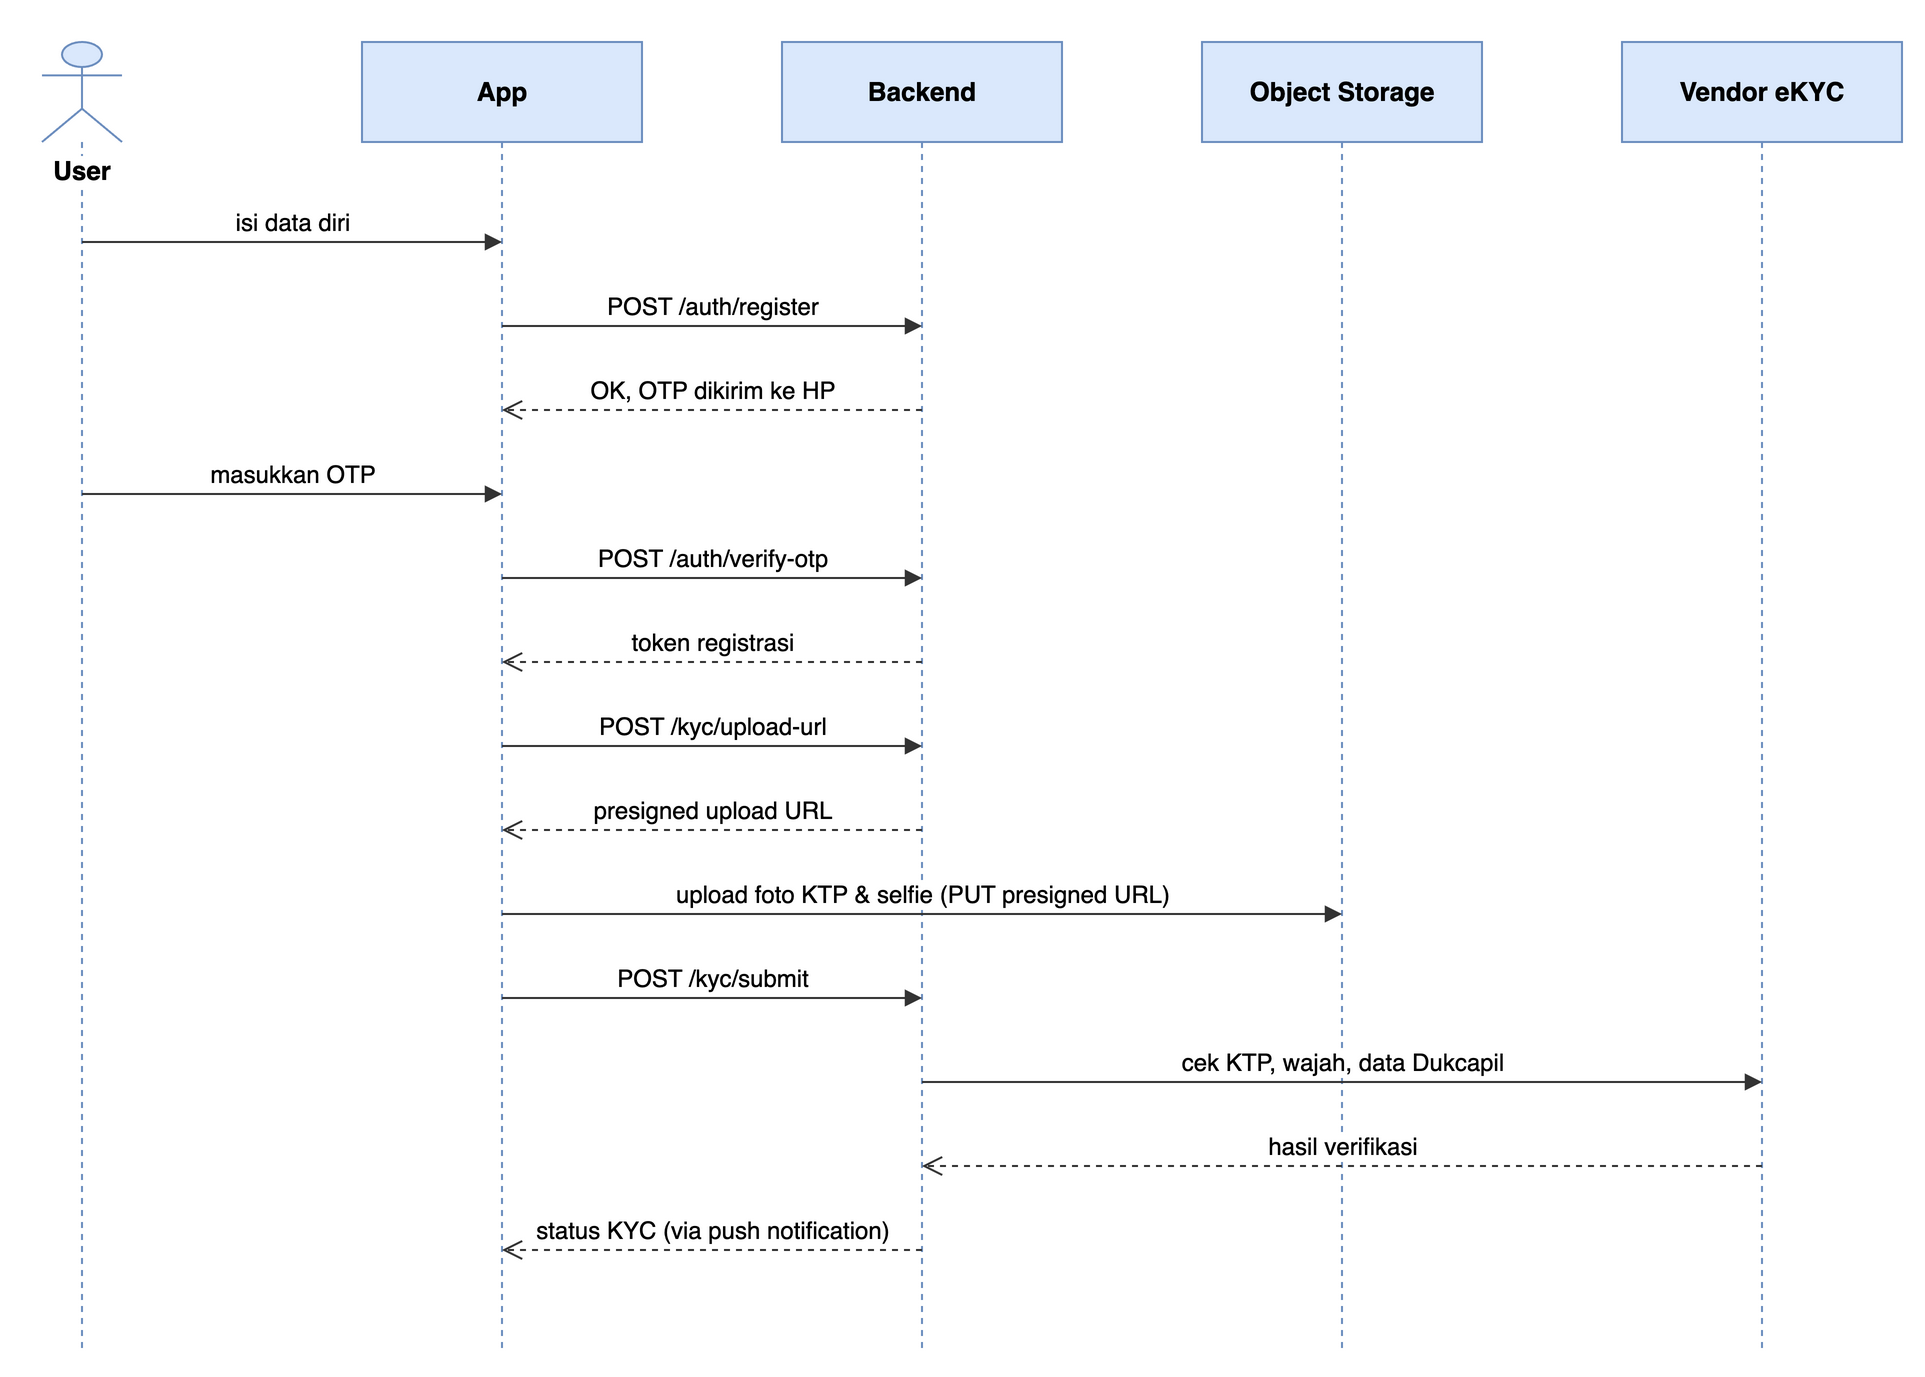 App
Backend
Object Storage
Vendor eKYC
User
isi data diri
POST /auth/register
OK, OTP dikirim ke HP
masukkan OTP
POST /auth/verify-otp
token registrasi
POST /kyc/upload-url
presigned upload URL
upload foto KTP & selfie (PUT presigned URL)
POST /kyc/submit
cek KTP, wajah, data Dukcapil
hasil verifikasi
status KYC (via push notification)